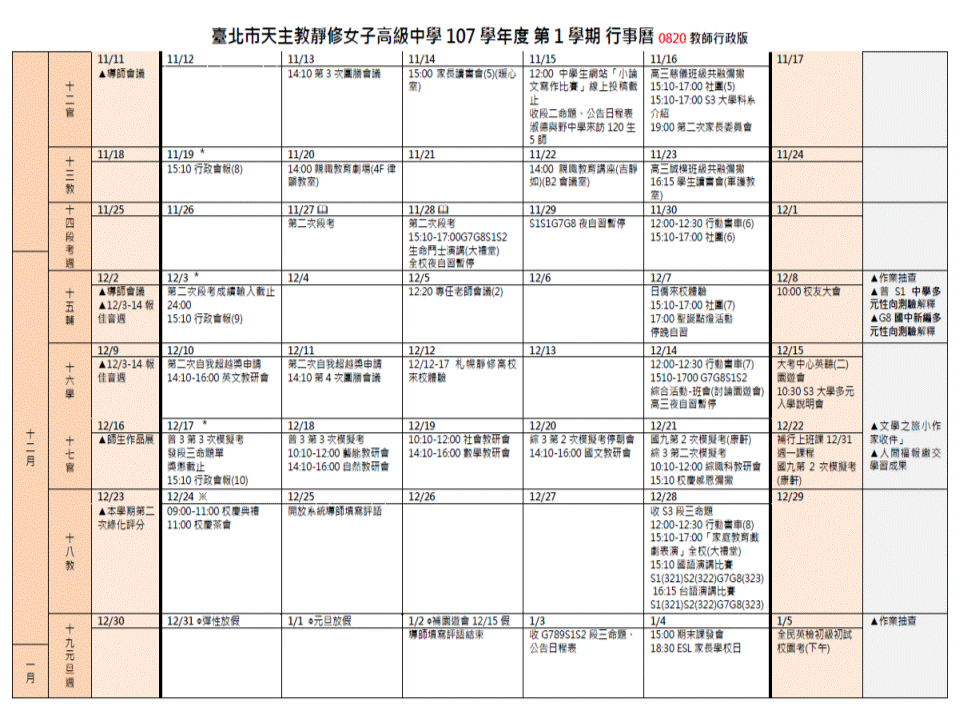 臺北市天主教靜修女子高級中學 107 學年度 第 1 學期 行事曆 0820 教師行政版
十二官
11/11
▲導師會議
11/12
11/13
14:10 第 3 次團膳會議
11/14
15:00 家長讀書會(5)(暖心
室)
11/15
12:00 中學生網站「小論
文寫作比賽」線上投稿截
止
收段二命題、公告日程表
淑德與野中學來訪 120 生
5 師
11/16
高三慈儀班級共融彌撒
15:10-17:00 社團(5)
15:10-17:00 S3 大學科系
介紹
19:00 第二次家長委員會
11/17
十三教
11/18
11/19 *
15:10 行政會報(8)
11/20
14:00 親職教育劇場(4F 律
韻教室)
11/21
11/22
14:00 親職教育講座(吉靜
如)(B2 會議室)
11/23
高三誠模班級共融彌撒
16:15 學生讀書會(軍護教
室)
11/24
十四段考週
11/25
11/26
11/27 🕮
第二次段考
11/28 🕮
第二次段考
15:10-17:00G7G8S1S2
生命鬥士演講(大禮堂)
全校夜自習暫停
11/29
S1S1G7G8 夜自習暫停
11/30
12:00-12:30 行動書車(6)
15:10-17:00 社團(6)
12/1
十二月
十五輔
12/2
▲導師會議
▲12/3-14 報
佳音週
12/3 *
第二次段考成績輸入截止
24:00
15:10 行政會報(9)
12/4
12/5
12:20 專任老師會議(2)
12/6
12/7
日僑來校體驗
15:10-17:00 社團(7)
17:00 聖誕點燈活動
停晚自習
12/8
10:00 校友大會
▲作業抽查
▲普 S1 中學多
元性向測驗解釋
▲G8 國中新編多
元性向測驗解釋
十六學
12/9
▲12/3-14 報
佳音週
12/10
第二次自我超越獎申請
14:10-16:00 英文教研會
12/11
第二次自我超越獎申請
14:10 第 4 次團膳會議
12/12
12/12-17 札幌靜修高校
來校體驗
12/13
12/14
12:00-12:30 行動書車(7)
1510-1700 G7G8S1S2
綜合活動-班會(討論園遊會)
高三夜自習暫停
12/15
大考中心英聽(二)
園遊會
10:30 S3 大學多元
入學說明會
十七官
12/16
▲師生作品展
12/17 *
普 3 第 3 次模擬考
發段三命題單
獎懲截止
15:10 行政會報(10)
12/18
普 3 第 3 次模擬考
10:10-12:00 藝能教研會
14:10-16:00 自然教研會
12/19
10:10-12:00 社會教研會
14:10-16:00 數學教研會
12/20
綜 3 第 2 次模擬考停朝會
14:10-16:00 國文教研會
12/21
國九第 2 次模擬考(康軒)
綜 3 第二次模擬考
10:10-12:00 綜職科教研會
15:10 校慶感恩彌撒
12/22
補行上班課 12/31
週一課程
國九第 2 次模擬考
(康軒)
▲文學之旅小作
家收件」
▲人間福報繳交
學習成果
十八教
12/23
▲本學期第二
次綠化評分
12/24 ※
09:00-11:00 校慶典禮
11:00 校慶茶會
12/25
開放系統導師填寫評語
12/26
12/27
12/28
收 S3 段三命題
12:00-12:30 行動書車(8)
15:10-17:00「家庭教育戲
劇表演」全校(大禮堂)
15:10 國語演講比賽
S1(321)S2(322)G7G8(323)
16:15 台語演講比賽
S1(321)S2(322)G7G8(323)
12/29
一月
十九元旦週
12/30
12/31 ⊙彈性放假
1/1 ⊙元旦放假
1/2 ⊙補園遊會 12/15 假
導師填寫評語結束
1/3
收 G789S1S2 段三命題、
公告日程表
1/4
15:00 期末課發會
18:30 ESL 家長學校日
1/5
全民英檢初級初試
校園考(下午)
▲作業抽查